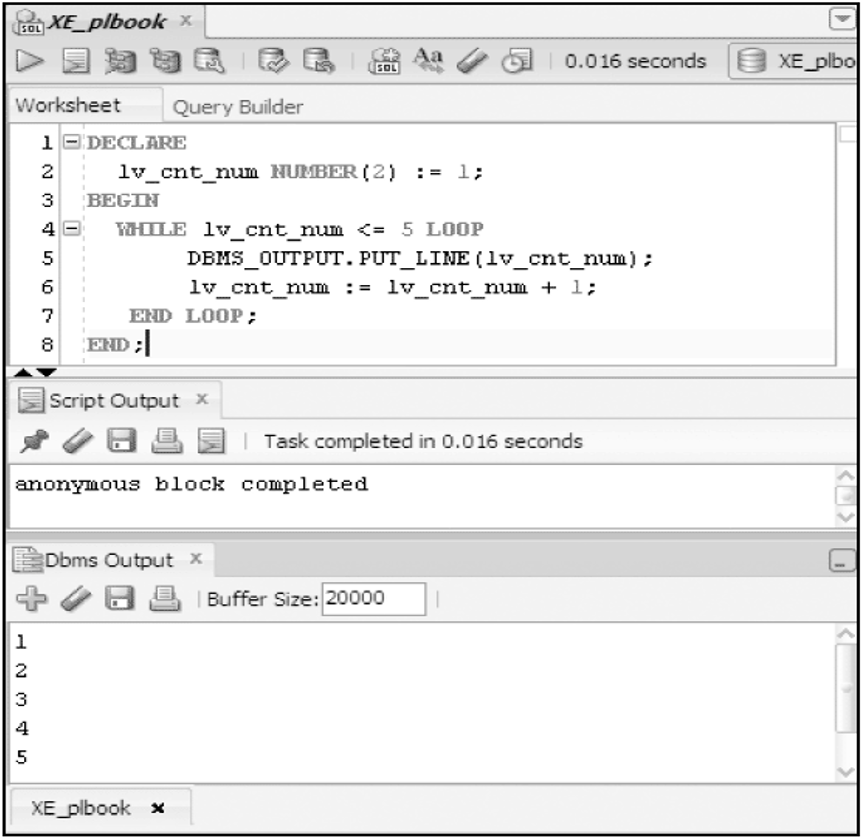 XE_plbook ×
0.016 seconds XE_plbo
Worksheet Query Builder
1 DECLARE
2 lv_cnt_num NUMBER(2) := 1;
3 BEGIN
4 WHILE lv_cnt_num <= 5 LOOP
5 DBMS_OUTPUT.PUT_LINE(lv_cnt_num);
6 lv_cnt_num := lv_cnt_num + 1;
7 END LOOP;
8 END;
Script Output ×
Task completed in 0.016 seconds
anonymous block completed
Dbms Output ×
Buffer Size: 20000
1
2
3
4
5
XE_plbook ×